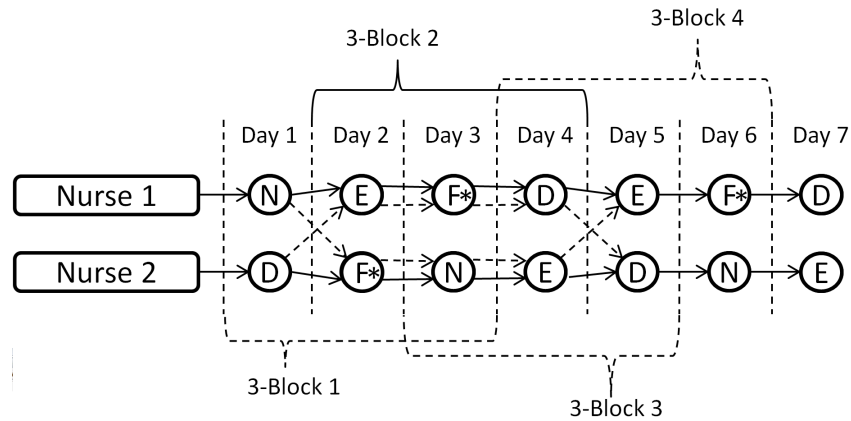 3-Block 4
3-Block 2
Day 1 Day 2 Day 3 Day 4 Day 5 Day 6 Day 7
Nurse 1 N E F* D E F* D
Nurse 2 D F* N E D N E
3-Block 1
3-Block 3